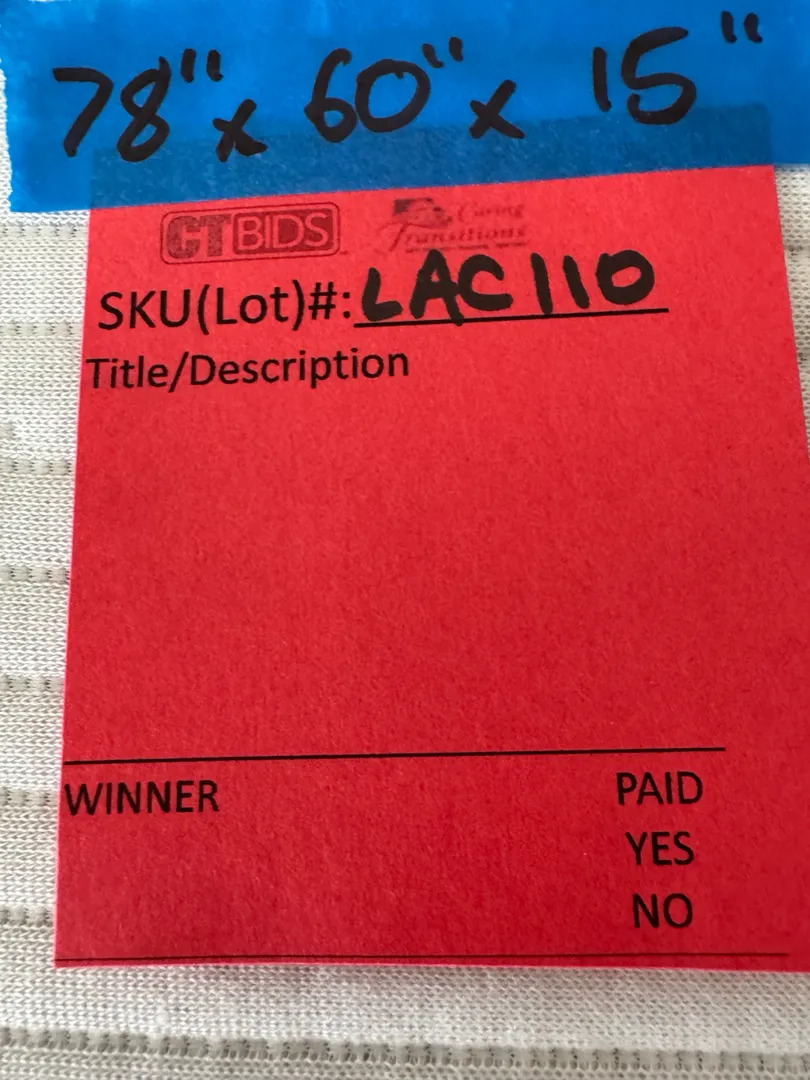 78" x 60" x 15"
CTBIDS
Caring Transitions
SKU(Lot)#: LAC110
Title/Description
WINNER PAID
YES
NO